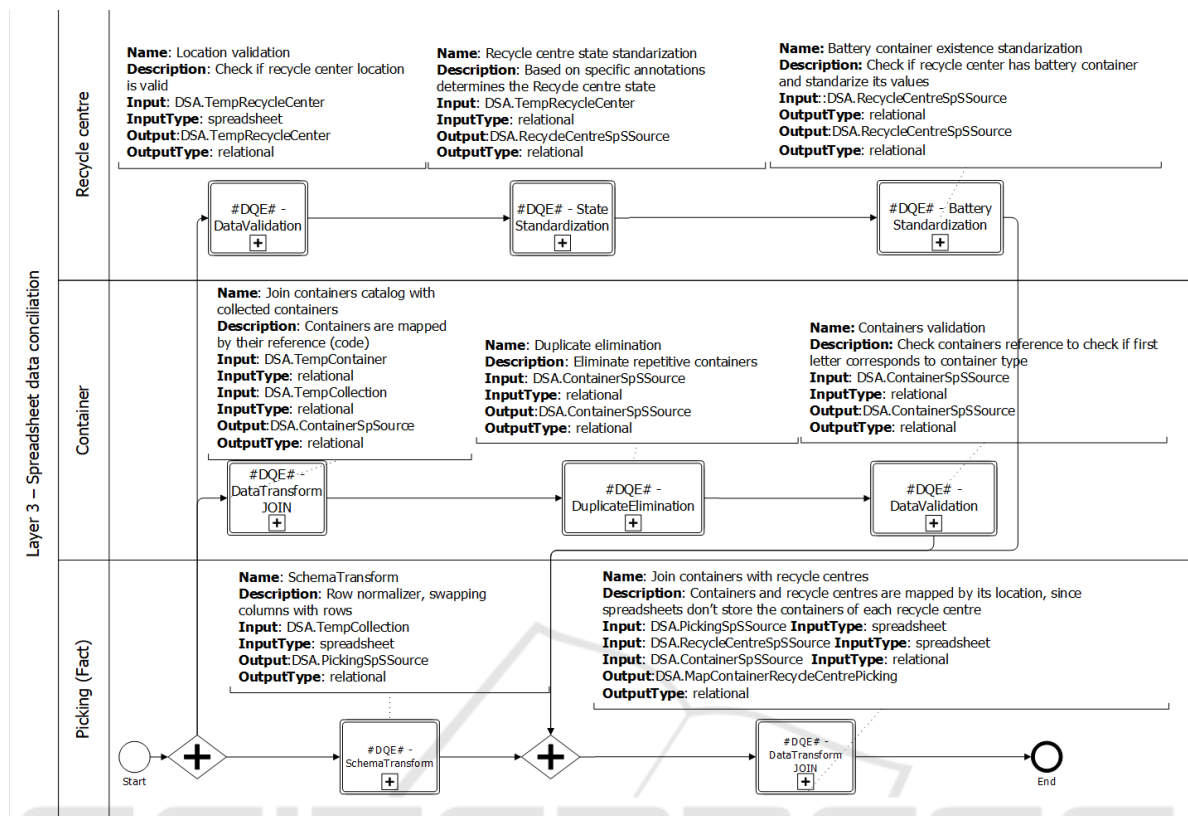 Layer 3 – Spreadsheet data conciliation
Recycle centre
Name: Location validation
Description: Check if recycle center location
is valid
Input: DSA.TempRecycleCenter
InputType: spreadsheet
Output:DSA.TempRecycleCenter
OutputType: relational
Name: Recycle centre state standarization
Description: Based on specific annotations
determines the Recycle centre state
Input: DSA.TempRecycleCenter
InputType: relational
Output:DSA.RecycleCentreSpSSource
OutputType: relational
Name: Battery container existence standarization
Description: Check if recycle center has battery container
and standarize its values
Input::DSA.RecycleCentreSpSSource
OutputType: relational
Output:DSA.RecycleCentreSpSSource
OutputType: relational
#DQE# -
DataValidation
#DQE# - State
Standardization
#DQE# - Battery
Standardization
Container
Name: Join containers catalog with
collected containers
Description: Containers are mapped
by their reference (code)
Input: DSA.TempContainer
InputType: relational
Input: DSA.TempCollection
InputType: relational
Output:DSA.ContainerSpSource
OutputType: relational
Name: Duplicate elimination
Description: Eliminate repetitive containers
Input: DSA.ContainerSpSSource
InputType: relational
Output:DSA.ContainerSpSSource
OutputType: relational
Name: Containers validation
Description: Check containers reference to check if first
letter corresponds to container type
Input: DSA.ContainerSpSSource
InputType: relational
Output:DSA.ContainerSpSSource
OutputType: relational
#DQE# -
DataTransform
JOIN
#DQE# -
DuplicateElimination
#DQE# -
DataValidation
Picking (Fact)
Name: SchemaTransform
Description: Row normalizer, swapping
columns with rows
Input: DSA.TempCollection
InputType: spreadsheet
Output:DSA.PickingSpSSource
OutputType: relational
Name: Join containers with recycle centres
Description: Containers and recycle centres are mapped by its location, since
spreadsheets don't store the containers of each recycle centre
Input: DSA.PickingSpSSource InputType: spreadsheet
Input: DSA.RecycleCentreSpSSource InputType: spreadsheet
Input: DSA.ContainerSpSSource InputType: relational
Output:DSA.MapContainerRecycleCentrePicking
OutputType: relational
Start
#DQE# -
SchemaTransform
#DQE# -
DataTransform
JOIN
End